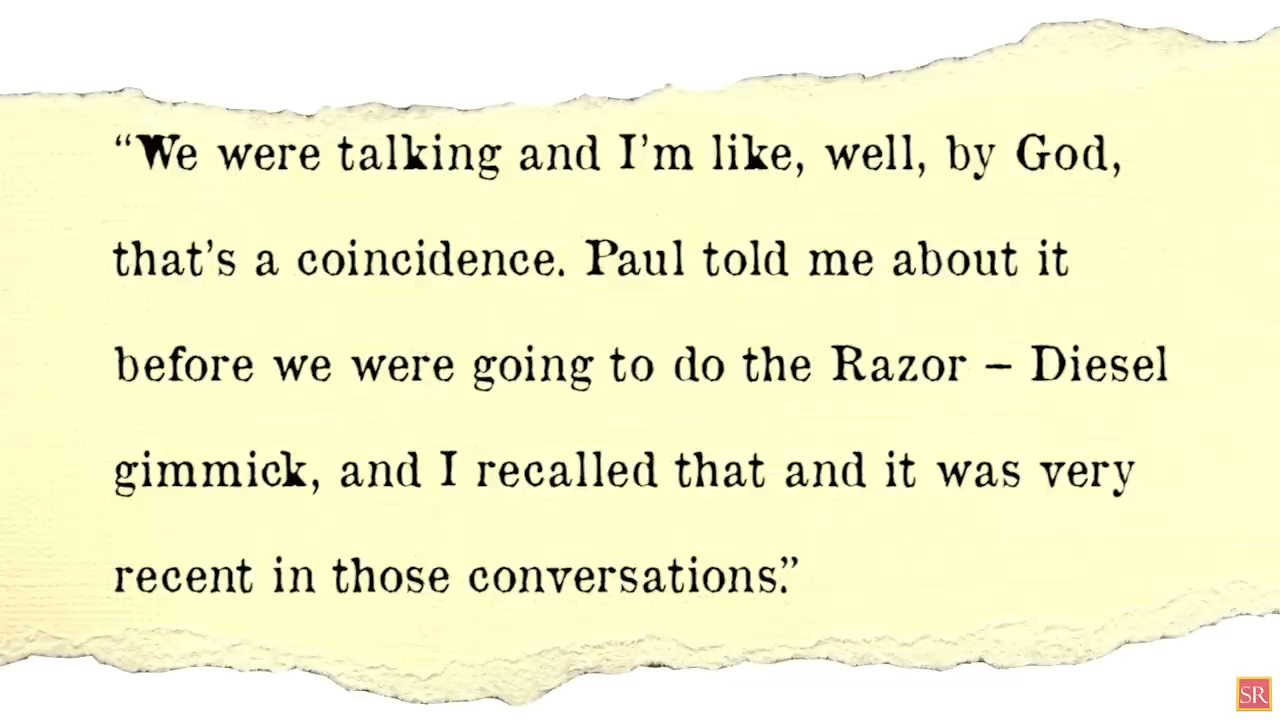 “We were talking and I’m like, well, by God,
that’s a coincidence. Paul told me about it
before we were going to do the Razor – Diesel
gimmick, and I recalled that and it was very
recent in those conversations.”
SR